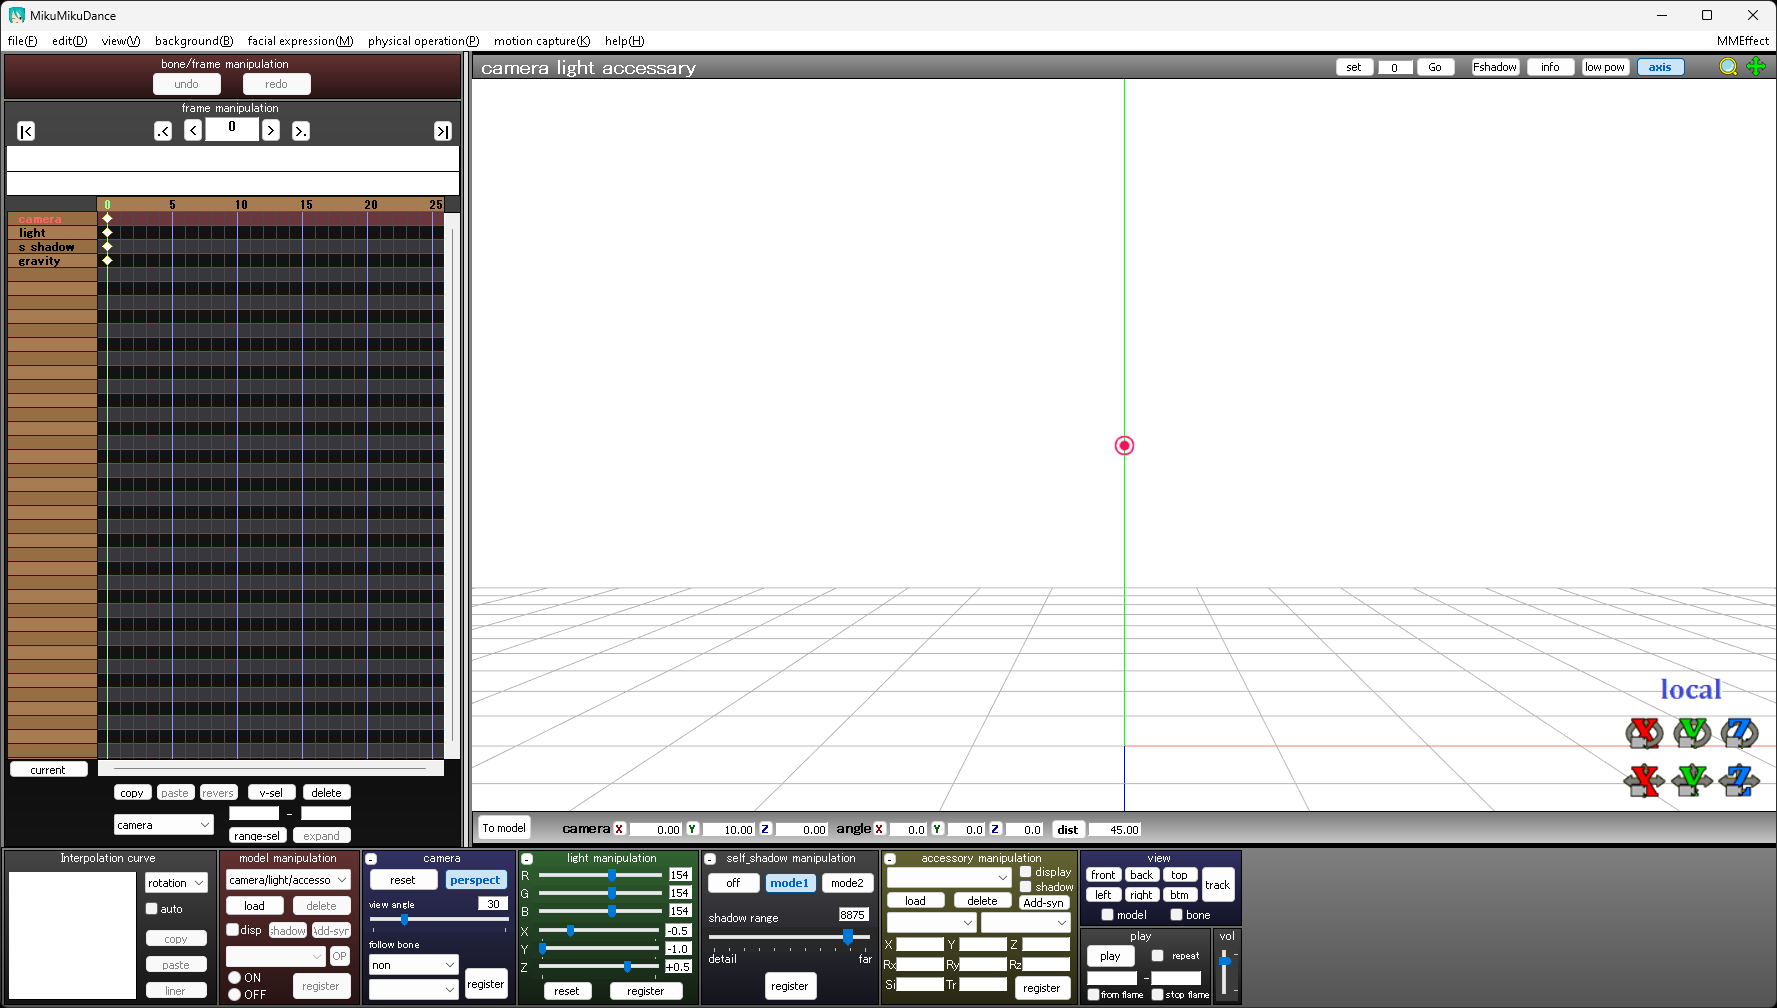 MikuMikuDance
file(F) edit(D) view(V) background(B) facial expression(M) physical operation(P) motion capture(K) help(H) MMEffect
bone/frame manipulation
undo redo
frame manipulation
|< .< < 0 > >. >|
camera light accessary
set 0 Go Fshadow info low pow axis
0 5 10 15 20 25
camera
light
s shadow
gravity
current
copy paste revers v-sel delete
camera -
range-sel expand
local
X Y Z
X Y Z
To model camera X 0.00 Y 10.00 Z 0.00 angle X 0.0 Y 0.0 Z 0.0 dist 45.00
Interpolation curve
rotation
auto
copy
paste
liner
model manipulation
camera/light/accesso
load delete
disp shadow Add-syn
OP
ON
OFF
register
- camera
reset perspect
view angle 30
follow bone
non
register
- light manipulation
R 154
G 154
B 154
X -0.5
Y -1.0
Z +0.5
reset register
- self_shadow manipulation
off mode1 mode2
shadow range 8875
detail far
register
- accessory manipulation
display
shadow
load delete Add-syn
X Y Z
Rx Ry Rz
Si Tr register
view
front back top
left right btm
track
model bone
play
play repeat
-
from flame stop flame
vol